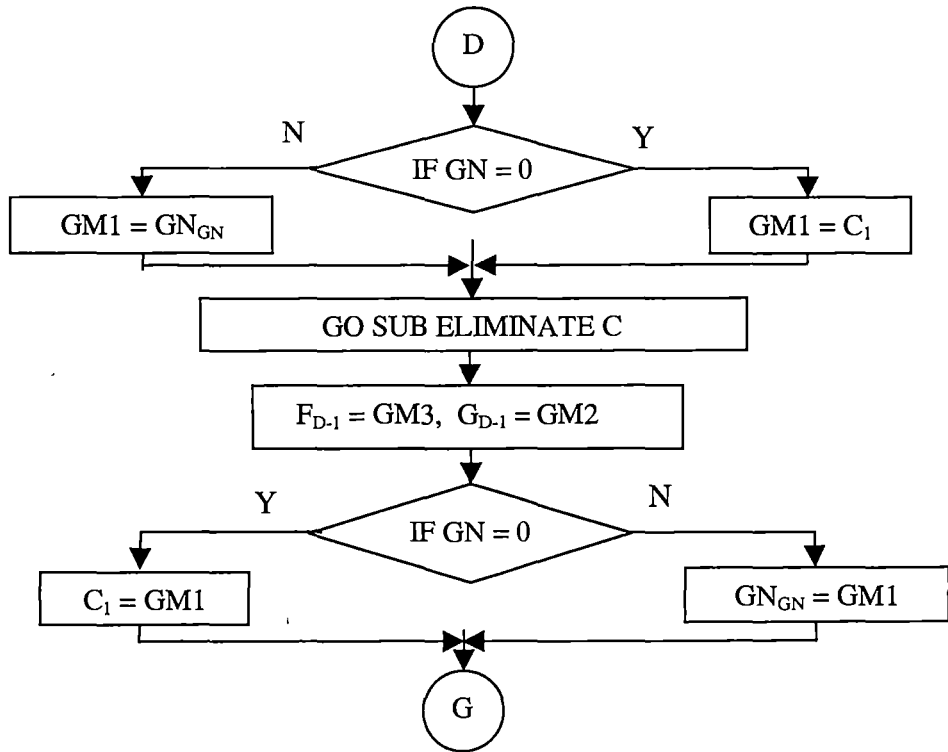 D
N
Y
IF GN = 0
GM1 = GN_GN
GM1 = C_1
GO SUB ELIMINATE C
F_D-1 = GM3, G_D-1 = GM2
Y
N
IF GN = 0
C_1 = GM1
GN_GN = GM1
G